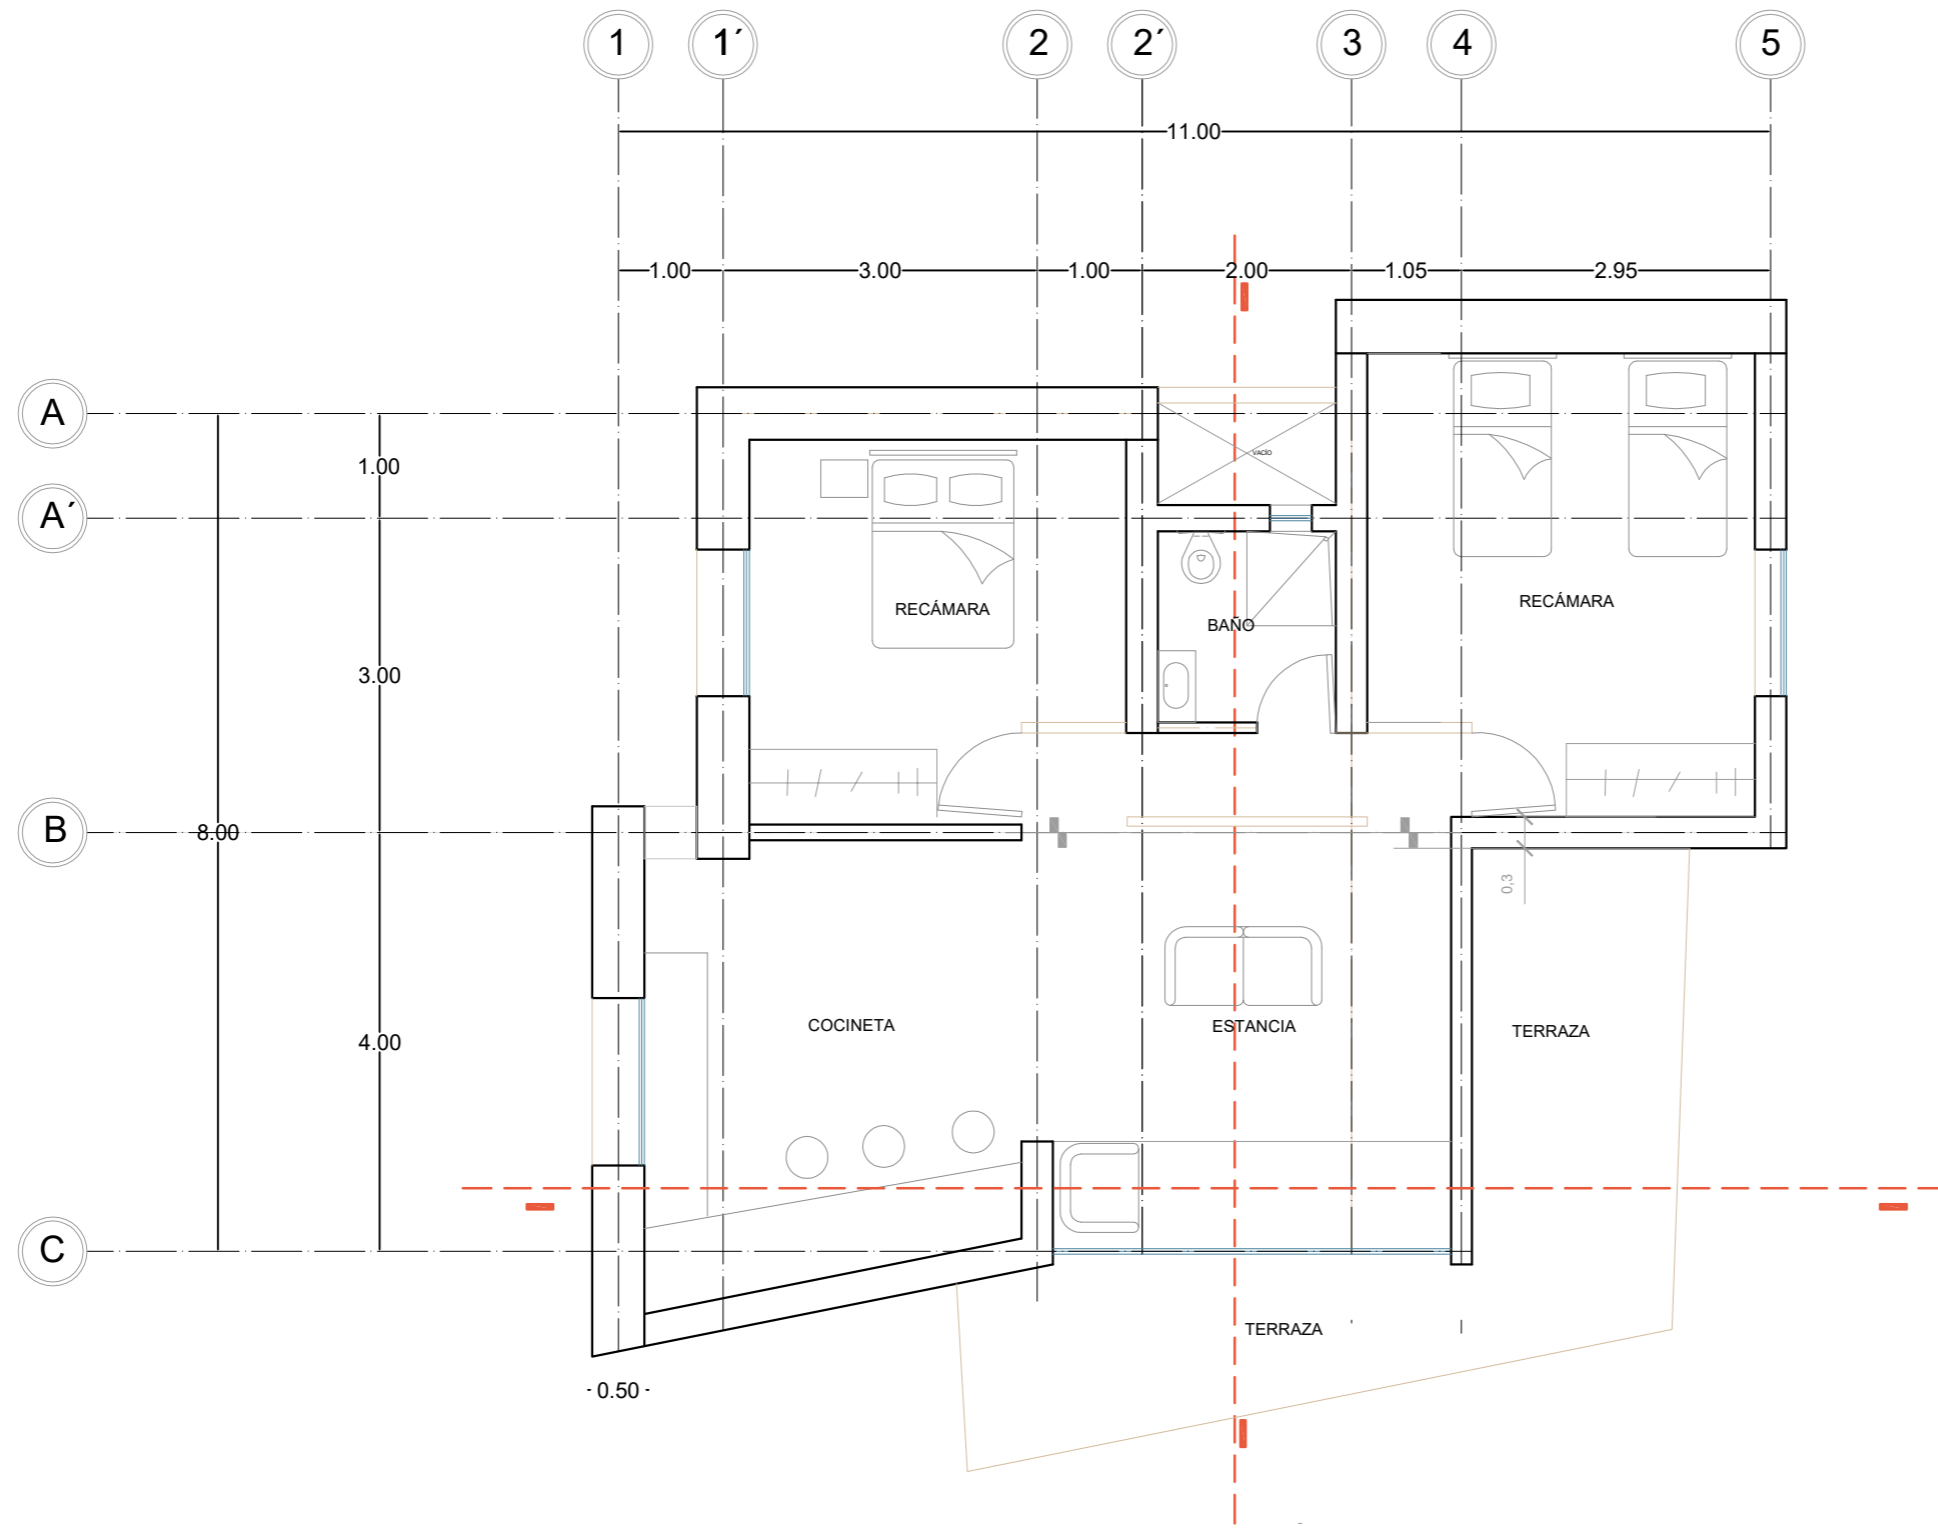 1 1´ 2 2´ 3 4 5
11.00
1.00 3.00 1.00 2.00 1.05 2.95
A
VACÍO
1.00
A´
RECÁMARA
RECÁMARA
BAÑO
3.00
B
8.00
0,3
COCINETA
ESTANCIA
TERRAZA
4.00
C
TERRAZA
0.50